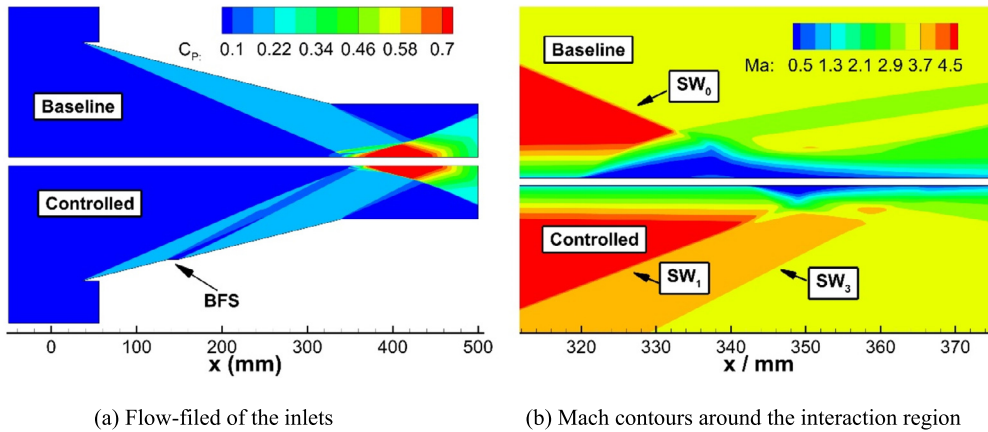 C_P:
0.1 0.22 0.34 0.46 0.58 0.7
Baseline
Controlled
BFS
0 100 200 300 400 500
x (mm)
(a) Flow-filed of the inlets
Baseline
Ma: 0.5 1.3 2.1 2.9 3.7 4.5
SW₀
Controlled
SW₁
SW₃
320 330 340 350 360 370
x / mm
(b) Mach contours around the interaction region